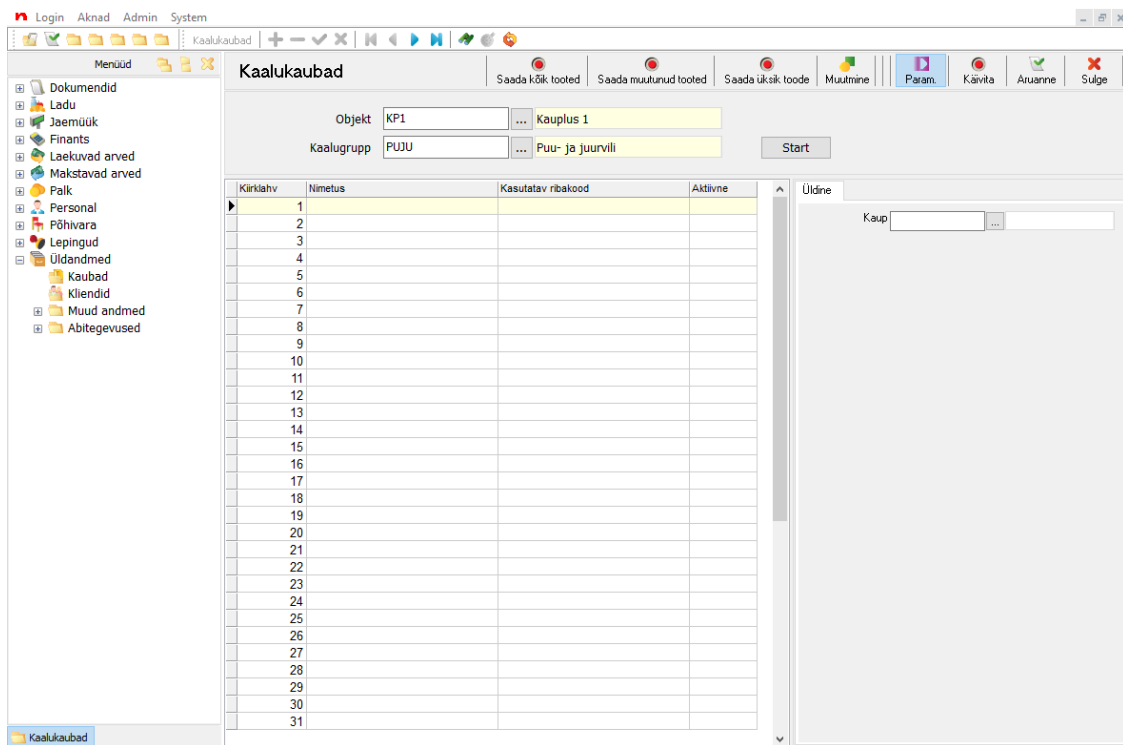 Login Aknad Admin System
Kaalukaubad
Menüüd
Dokumendid
Ladu
Jaemüük
Finants
Laekuvad arved
Makstavad arved
Palk
Personal
Põhivara
Lepingud
Üldandmed
Kaubad
Kliendid
Muud andmed
Abitegevused
Kaalukaubad
Kaalukaubad
Saada kõik tooted Saada muutunud tooted Saada üksik toode Muutmine Param. Käivita Aruanne Sulge
Objekt KP1 ... Kauplus 1
Kaalugrupp PUJU ... Puu- ja juurvili Start
Kiirklahv Nimetus Kasutatav ribakood Aktiivne
1
2
3
4
5
6
7
8
9
10
11
12
13
14
15
16
17
18
19
20
21
22
23
24
25
26
27
28
29
30
31
Üldine
Kaup ...